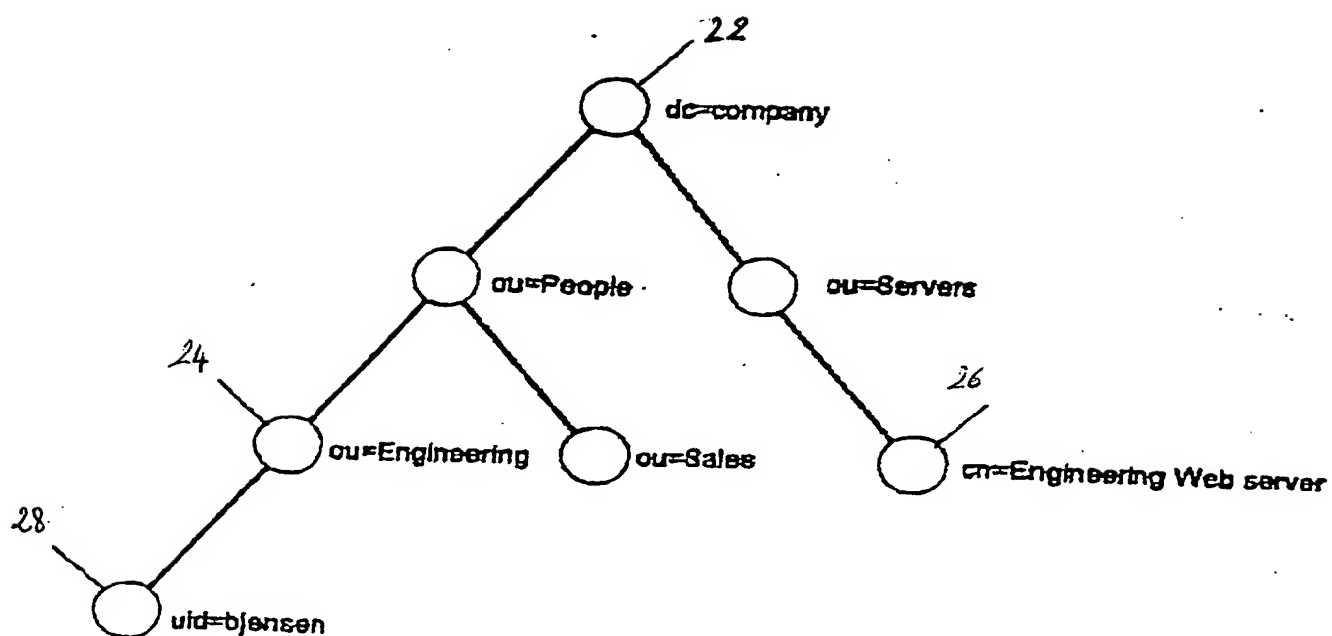 22
dc=company
ou=People
ou=Servers
24
26
ou=Engineering
ou=Sales
cn=Engineering Web server
28
uid=bjensen